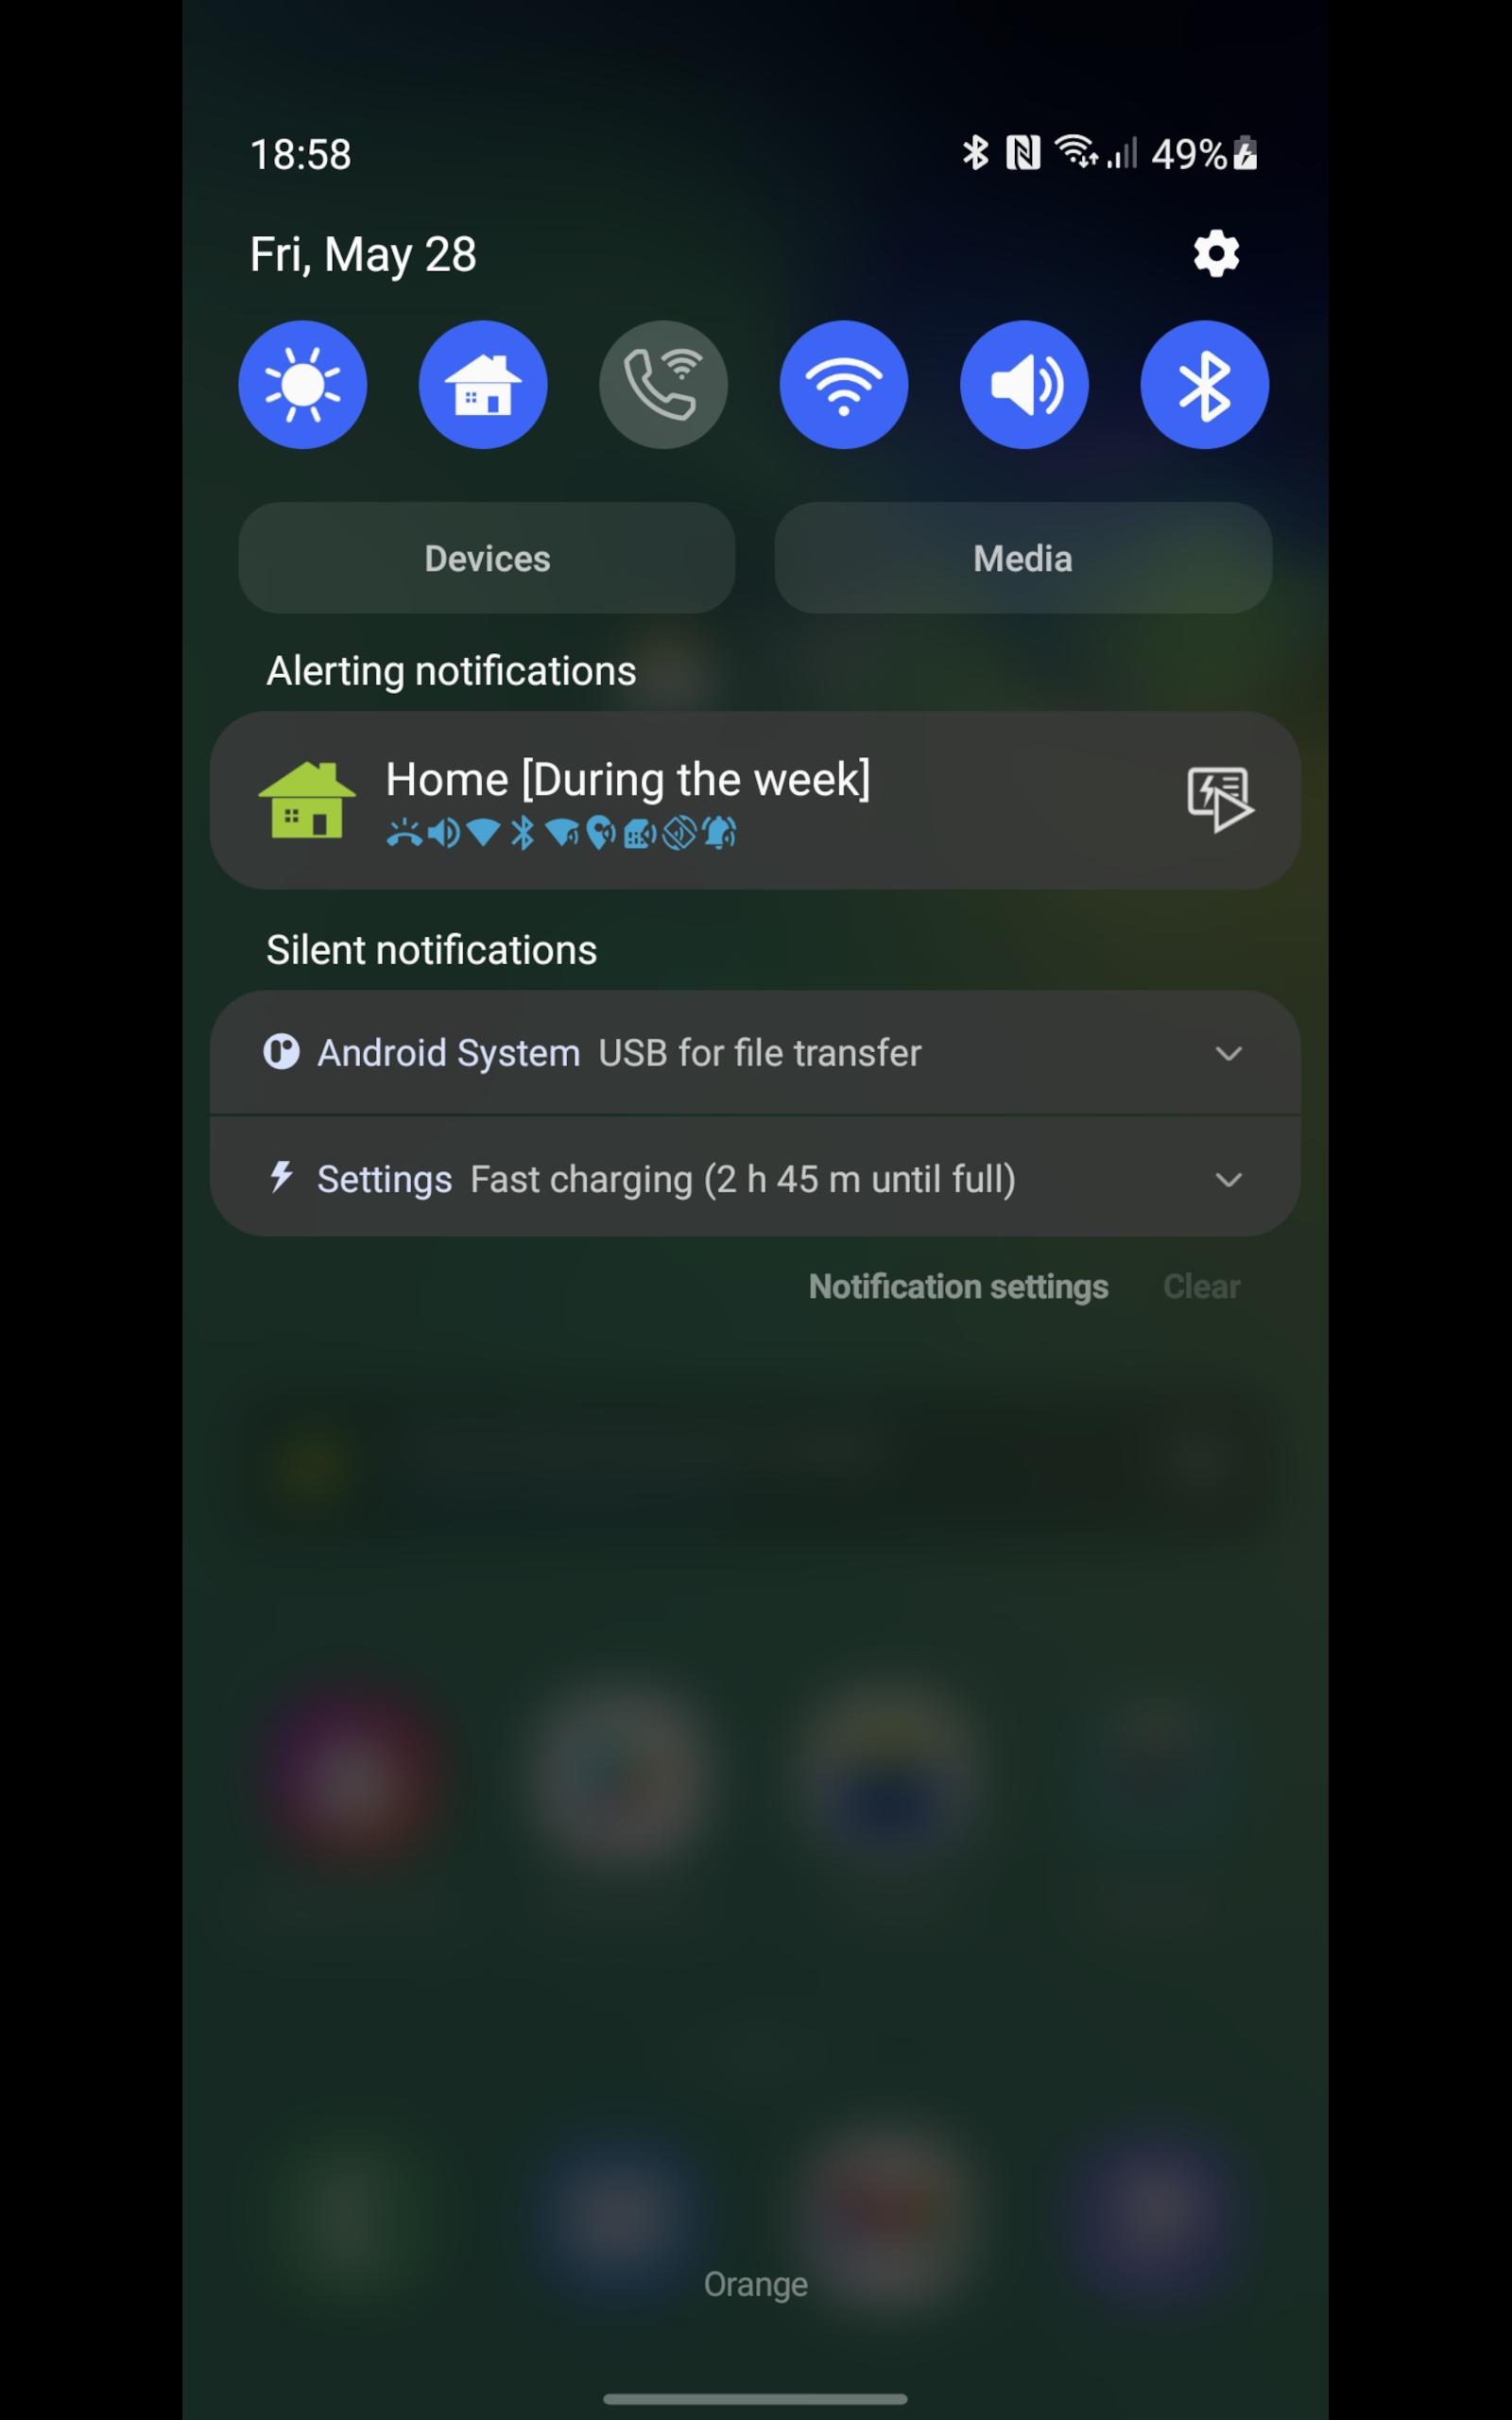 18:58 49%
Fri, May 28
Devices Media
Alerting notifications
Home [During the week]
Silent notifications
Android System USB for file transfer
Settings Fast charging (2 h 45 m until full)
Notification settings Clear
Orange